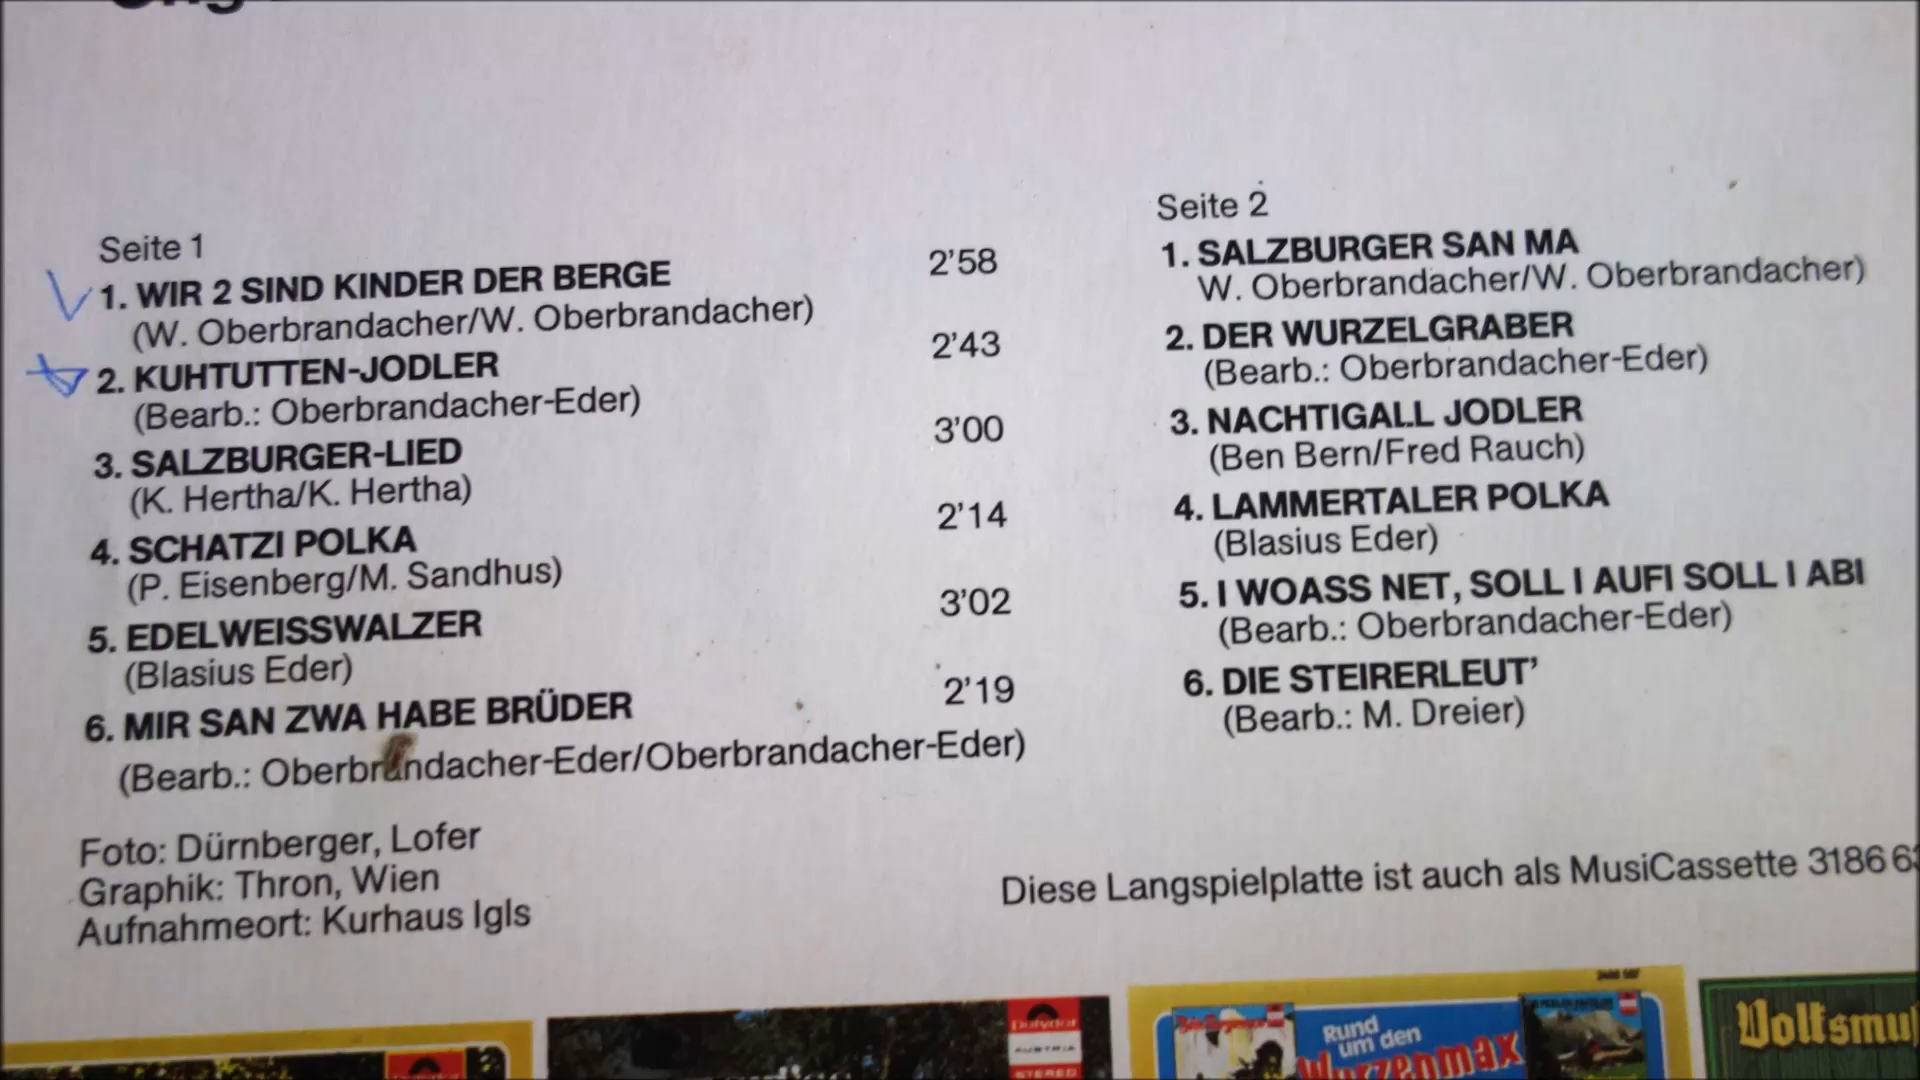 Seite 1
1. WIR 2 SIND KINDER DER BERGE 2'58
(W. Oberbrandacher/W. Oberbrandacher)
2. KUHTUTTEN-JODLER 2'43
(Bearb.: Oberbrandacher-Eder)
3. SALZBURGER-LIED 3'00
(K. Hertha/K. Hertha)
4. SCHATZI POLKA 2'14
(P. Eisenberg/M. Sandhus)
5. EDELWEISSWALZER 3'02
(Blasius Eder)
6. MIR SAN ZWA HABE BRÜDER 2'19
(Bearb.: Oberbrandacher-Eder/Oberbrandacher-Eder)
Seite 2
1. SALZBURGER SAN MA
W. Oberbrandacher/W. Oberbrandacher)
2. DER WURZELGRABER
(Bearb.: Oberbrandacher-Eder)
3. NACHTIGALL JODLER
(Ben Bern/Fred Rauch)
4. LAMMERTALER POLKA
(Blasius Eder)
5. I WOASS NET, SOLL I AUFI SOLL I ABI
(Bearb.: Oberbrandacher-Eder)
6. DIE STEIRERLEUT'
(Bearb.: M. Dreier)
Foto: Dürnberger, Lofer
Graphik: Thron, Wien
Aufnahmeort: Kurhaus Igls
Diese Langspielplatte ist auch als MusiCassette 3186 6
Polydor
AUSTRIA
STEREO
Rund
um den
Wurzenmax
Volksmu